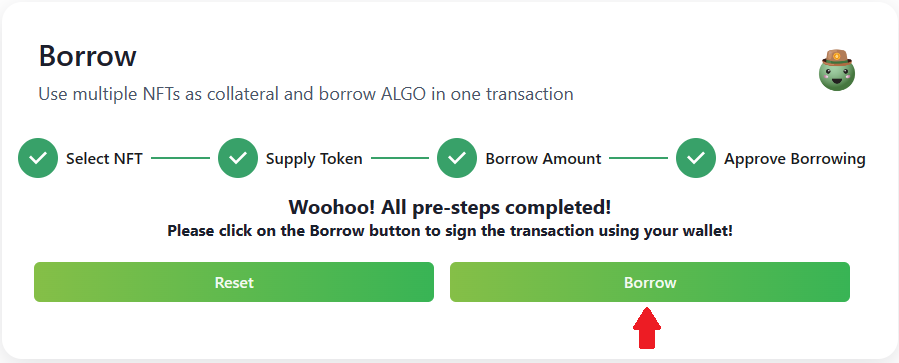 Borrow
Use multiple NFTs as collateral and borrow ALGO in one transaction
Select NFT
Supply Token
Borrow Amount
Approve Borrowing
Woohoo! All pre-steps completed!
Please click on the Borrow button to sign the transaction using your wallet!
Reset
Borrow